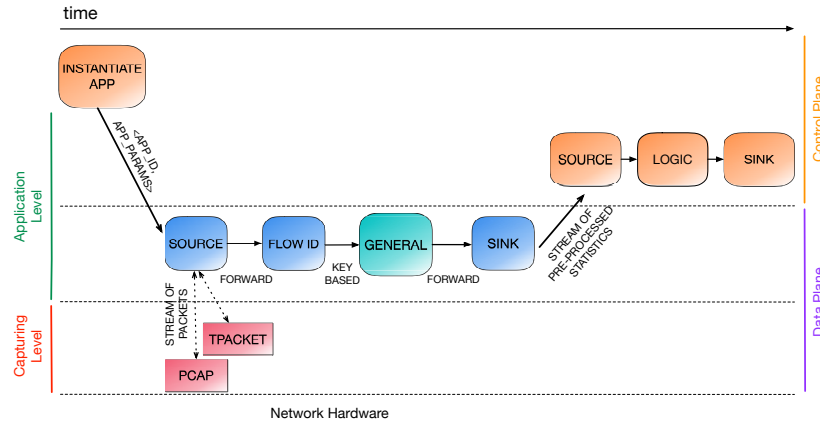 time
INSTANTIATE
APP
<APP_ID,
APP_PARAMS>
Application
Level
Control Plane
SOURCE
LOGIC
SINK
SOURCE
FLOW ID
GENERAL
SINK
FORWARD
KEY
BASED
FORWARD
STREAM OF
PRE-PROCESSED
STATISTICS
STREAM OF
PACKETS
TPACKET
PCAP
Capturing
Level
Data Plane
Network Hardware